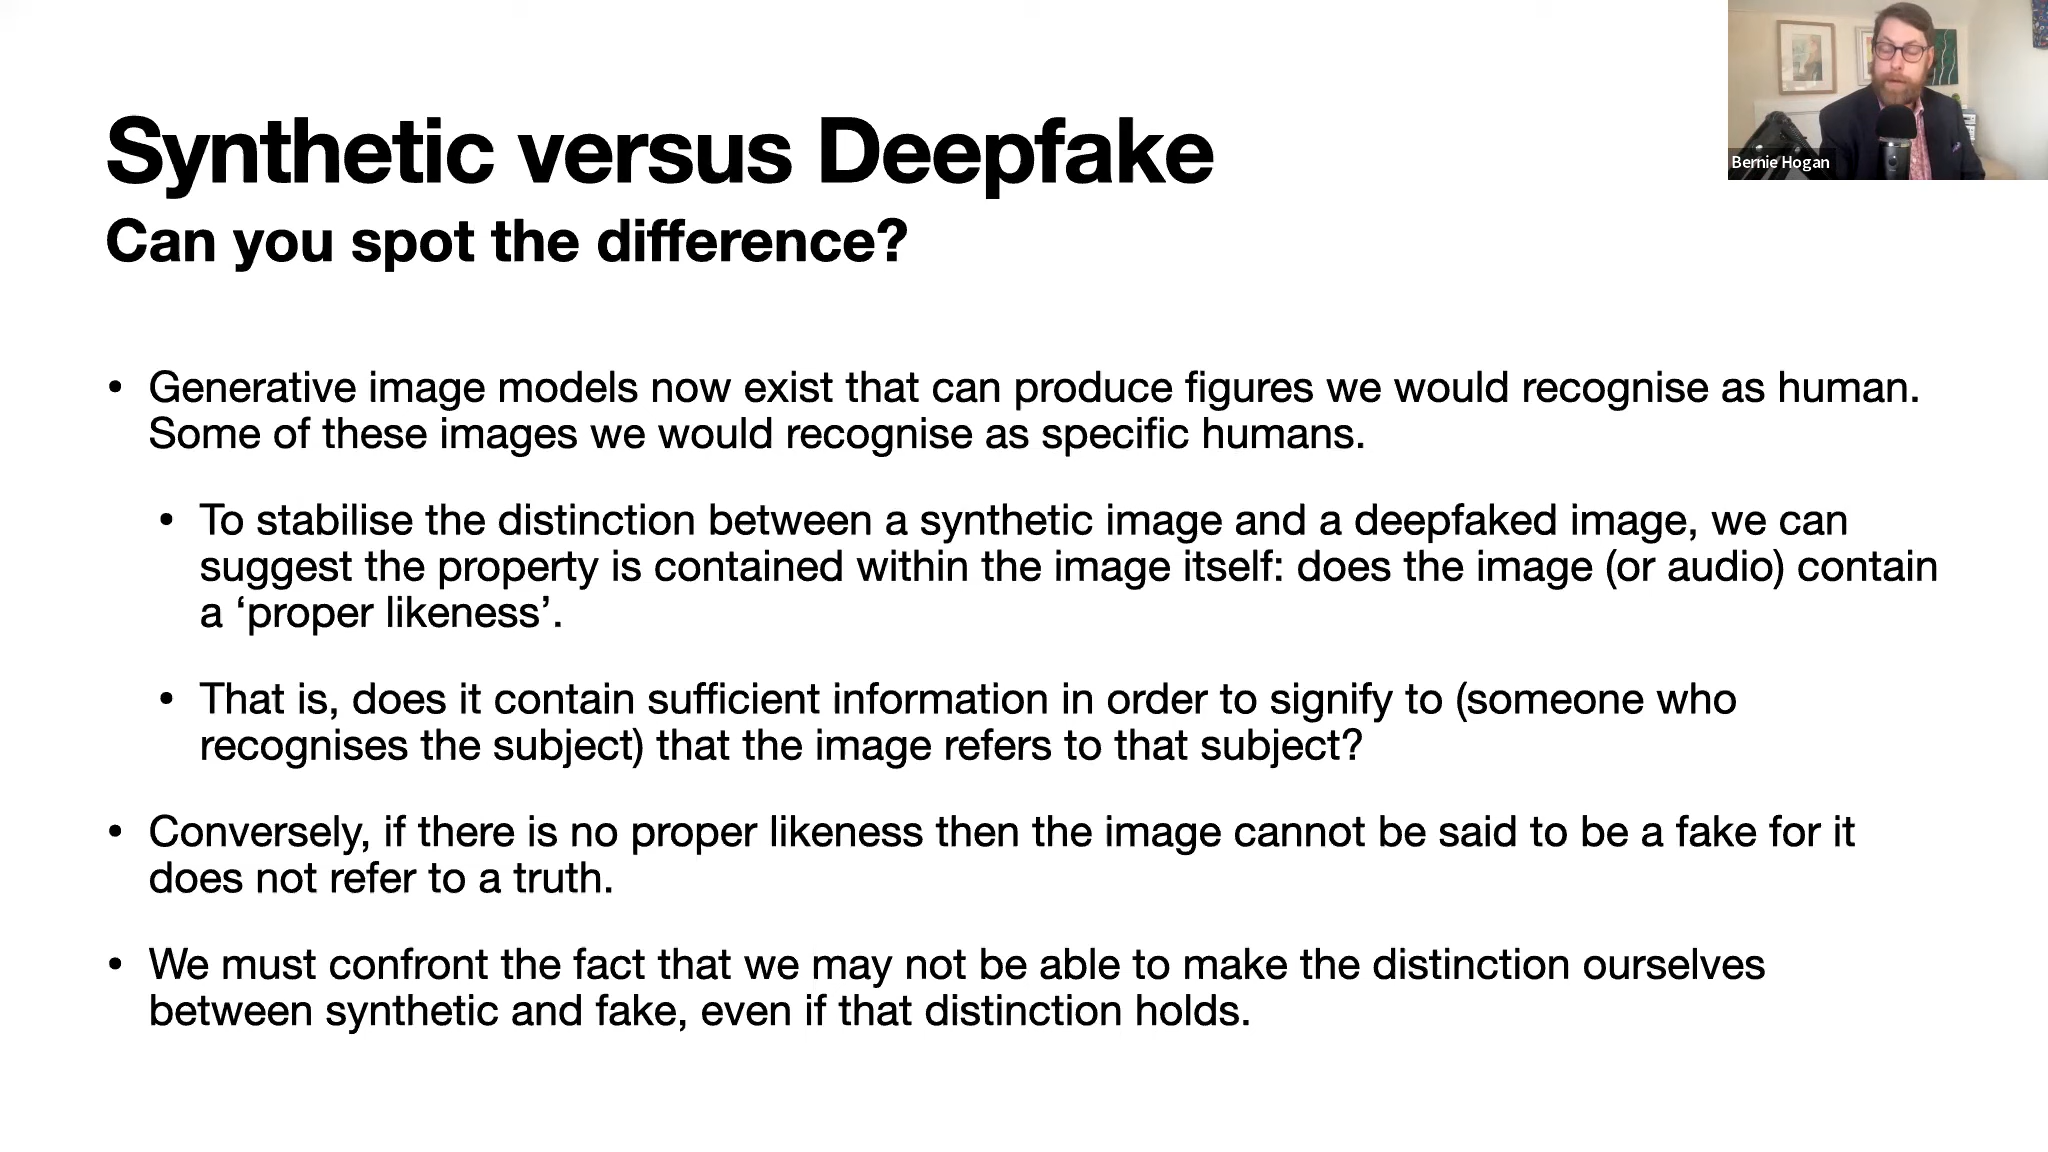 Synthetic versus Deepfake
Can you spot the difference?
Bernie Hogan
• Generative image models now exist that can produce figures we would recognise as human.
Some of these images we would recognise as specific humans.
• To stabilise the distinction between a synthetic image and a deepfaked image, we can
suggest the property is contained within the image itself: does the image (or audio) contain
a ‘proper likeness’.
• That is, does it contain sufficient information in order to signify to (someone who
recognises the subject) that the image refers to that subject?
• Conversely, if there is no proper likeness then the image cannot be said to be a fake for it
does not refer to a truth.
• We must confront the fact that we may not be able to make the distinction ourselves
between synthetic and fake, even if that distinction holds.